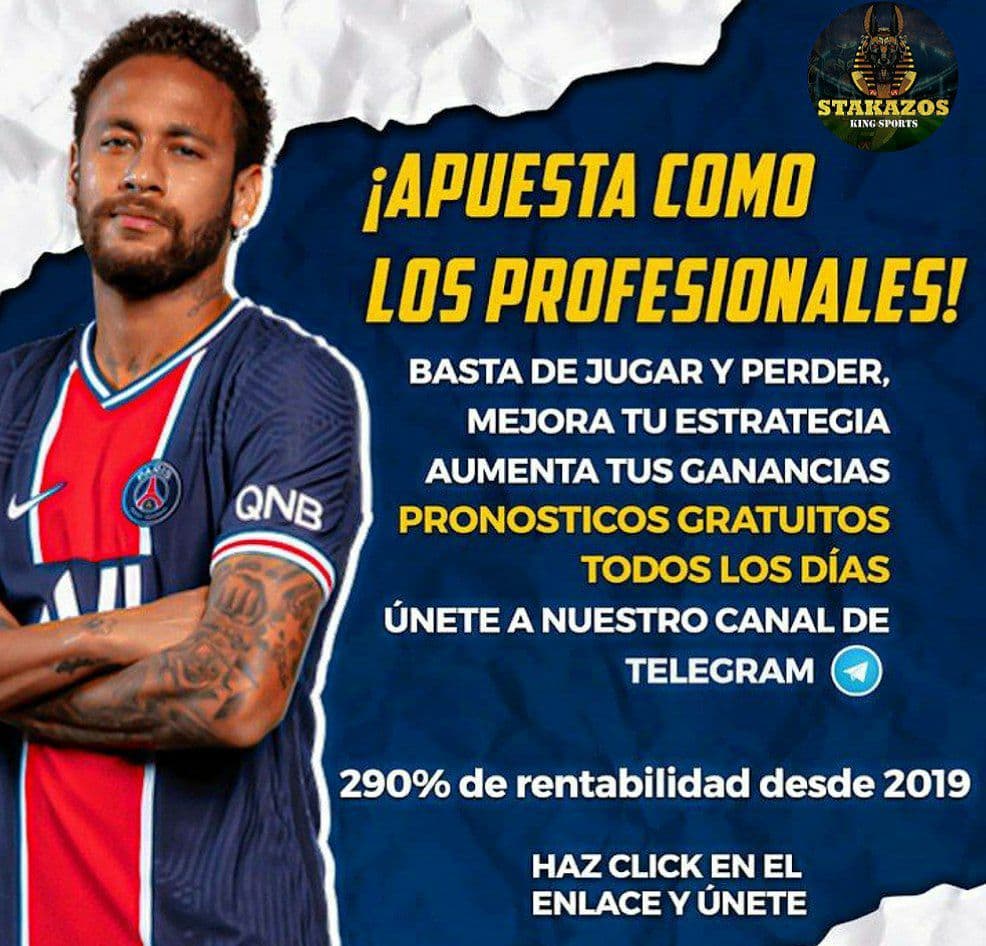 STAKAZOS
KING SPORTS
¡APUESTA COMO
LOS PROFESIONALES!
BASTA DE JUGAR Y PERDER,
MEJORA TU ESTRATEGIA
AUMENTA TUS GANANCIAS
PRONOSTICOS GRATUITOS
TODOS LOS DÍAS
ÚNETE A NUESTRO CANAL DE
TELEGRAM
PARIS
QNB
290% de rentabilidad desde 2019
HAZ CLICK EN EL
ENLACE Y ÚNETE